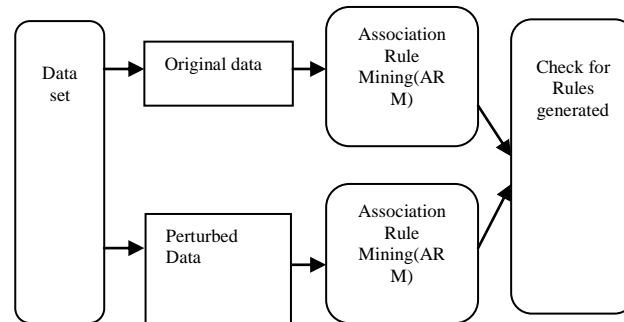 Data
set
Original data
Association
Rule
Mining(AR
M)
Check for
Rules
generated
Perturbed
Data
Association
Rule
Mining(AR
M)